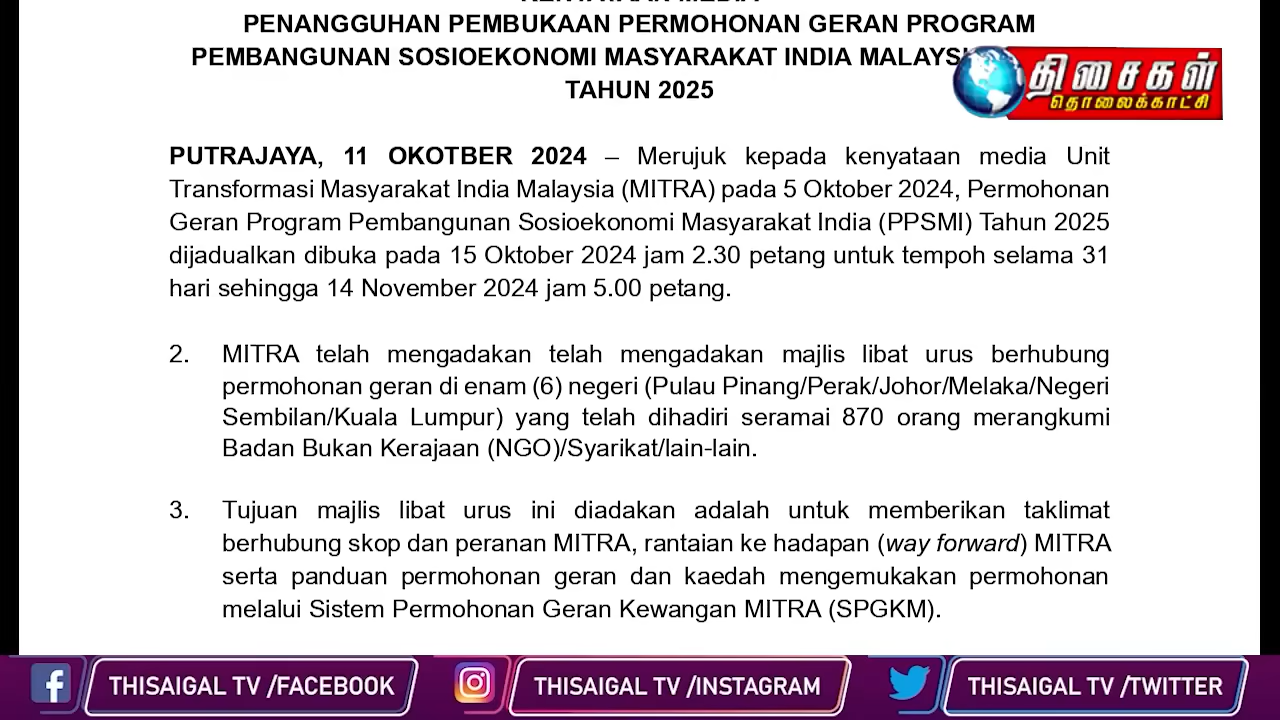 PENANGGUHAN PEMBUKAAN PERMOHONAN GERAN PROGRAM
PEMBANGUNAN SOSIOEKONOMI MASYARAKAT INDIA
TAHUN 2025
திசைகள்
தொலைக்காட்சி
PUTRAJAYA, 11 OKOTBER 2024 – Merujuk kepada kenyataan media Unit
Transformasi Masyarakat India Malaysia (MITRA) pada 5 Oktober 2024, Permohonan
Geran Program Pembangunan Sosioekonomi Masyarakat India (PPSMI) Tahun 2025
dijadualkan dibuka pada 15 Oktober 2024 jam 2.30 petang untuk tempoh selama 31
hari sehingga 14 November 2024 jam 5.00 petang.
2. MITRA telah mengadakan telah mengadakan majlis libat urus berhubung
permohonan geran di enam (6) negeri (Pulau Pinang/Perak/Johor/Melaka/Negeri
Sembilan/Kuala Lumpur) yang telah dihadiri seramai 870 orang merangkumi
Badan Bukan Kerajaan (NGO)/Syarikat/lain-lain.
3. Tujuan majlis libat urus ini diadakan adalah untuk memberikan taklimat
berhubung skop dan peranan MITRA, rantaian ke hadapan (way forward) MITRA
serta panduan permohonan geran dan kaedah mengemukakan permohonan
melalui Sistem Permohonan Geran Kewangan MITRA (SPGKM).
THISAIGAL TV /FACEBOOK
THISAIGAL TV /INSTAGRAM
THISAIGAL TV /TWITTER